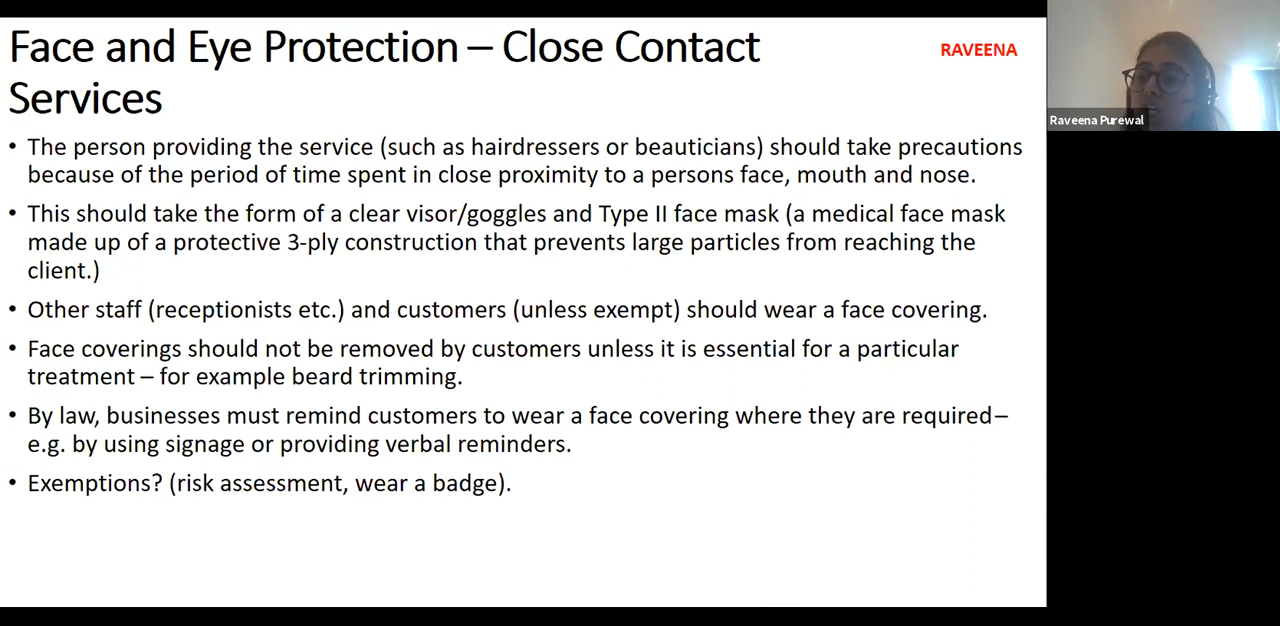 Face and Eye Protection – Close Contact
Services
RAVEENA
Raveena Purewal
• The person providing the service (such as hairdressers or beauticians) should take precautions
because of the period of time spent in close proximity to a persons face, mouth and nose.
• This should take the form of a clear visor/goggles and Type II face mask (a medical face mask
made up of a protective 3-ply construction that prevents large particles from reaching the
client.)
• Other staff (receptionists etc.) and customers (unless exempt) should wear a face covering.
• Face coverings should not be removed by customers unless it is essential for a particular
treatment – for example beard trimming.
• By law, businesses must remind customers to wear a face covering where they are required–
e.g. by using signage or providing verbal reminders.
• Exemptions? (risk assessment, wear a badge).